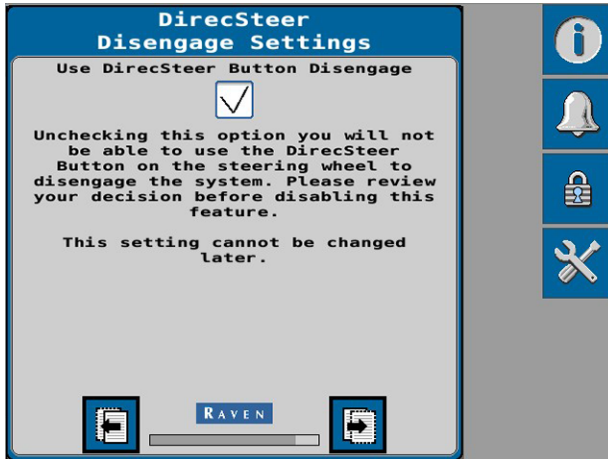 DirecSteer
Disengage Settings
Use DirecSteer Button Disengage
Unchecking this option you will not
be able to use the DirecSteer
Button on the steering wheel to
disengage the system. Please review
your decision before disabling this
feature.
This setting cannot be changed
later.
RAVEN